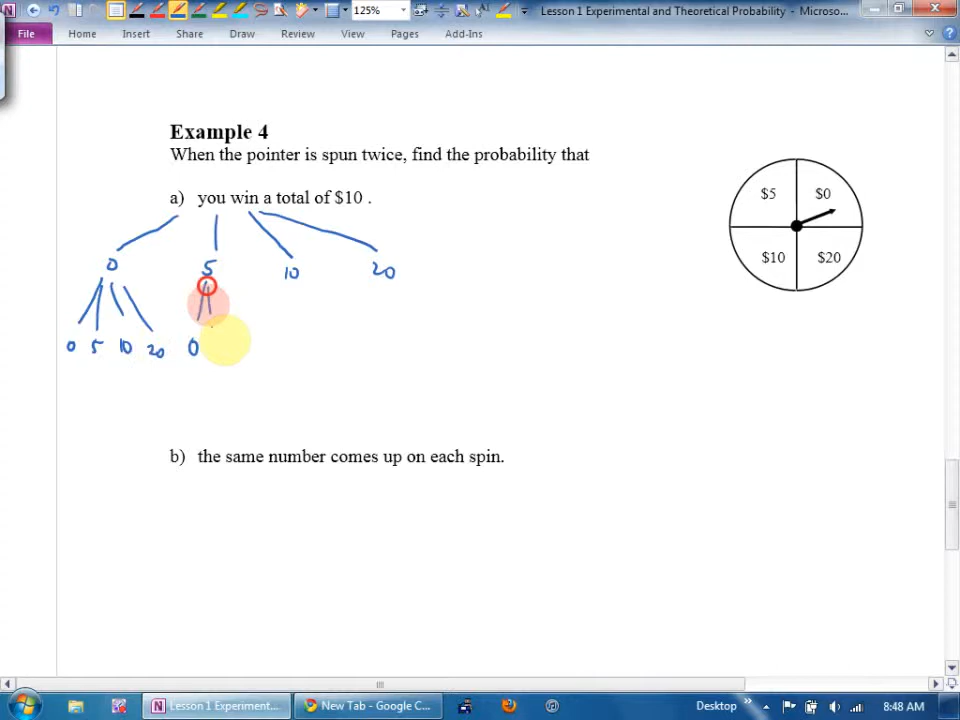 125%
Lesson 1 Experimental and Theoretical Probability - Microso...
File Home Insert Share Draw Review View Pages Add-Ins
Example 4
When the pointer is spun twice, find the probability that
a) you win a total of $10 .
$5 $0
$10 $20
0 5 10 20
0 5 10 20 0
b) the same number comes up on each spin.
Lesson 1 Experiment... New Tab - Google C... Desktop 8:48 AM